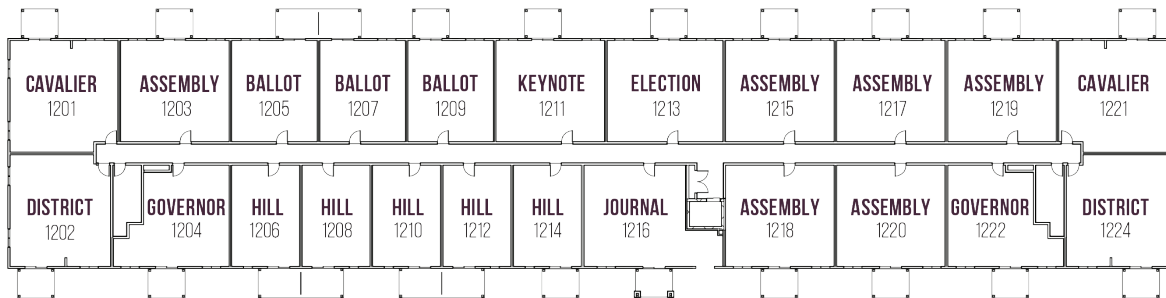 CAVALIER
1201
ASSEMBLY
1203
BALLOT
1205
BALLOT
1207
BALLOT
1209
KEYNOTE
1211
ELECTION
1213
ASSEMBLY
1215
ASSEMBLY
1217
ASSEMBLY
1219
CAVALIER
1221
DISTRICT
1202
GOVERNOR
1204
HILL
1206
HILL
1208
HILL
1210
HILL
1212
HILL
1214
JOURNAL
1216
ASSEMBLY
1218
ASSEMBLY
1220
GOVERNOR
1222
DISTRICT
1224